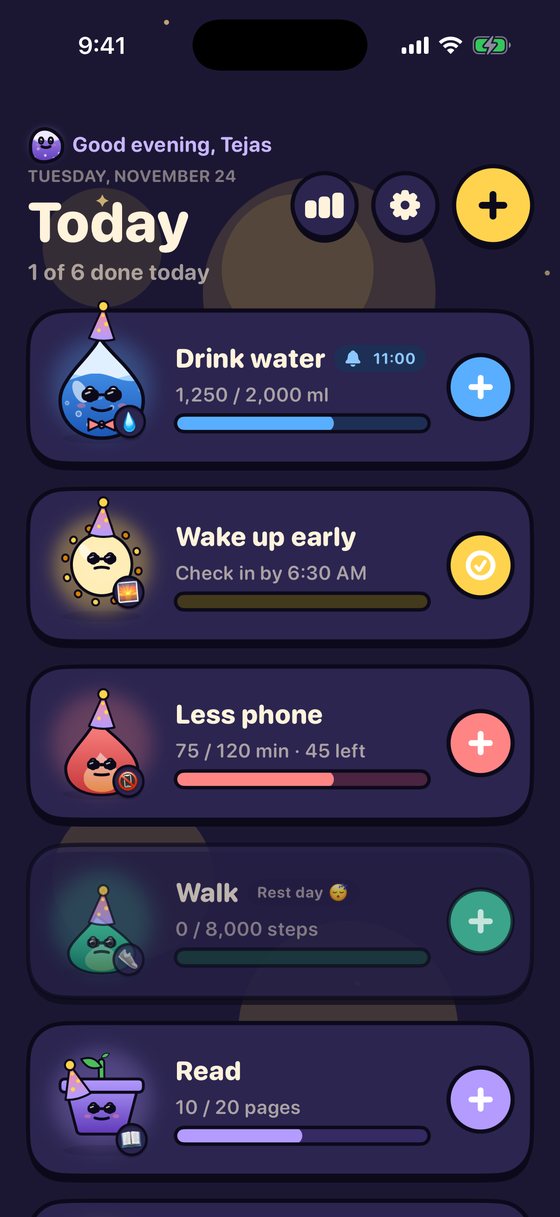 9:41
Good evening, Tejas
TUESDAY, NOVEMBER 24
Today
1 of 6 done today
Drink water 11:00
1,250 / 2,000 ml
Wake up early
Check in by 6:30 AM
Less phone
75 / 120 min · 45 left
Walk Rest day 😴
0 / 8,000 steps
Read
10 / 20 pages